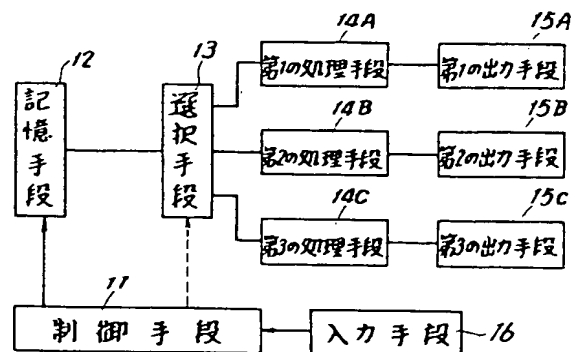 14A
15A
12
13
第1の処理手段
第1の出力手段
記憶手段
選択手段
14B
15B
第2の処理手段
第2の出力手段
14C
15C
第3の処理手段
第3の出力手段
11
制御手段
入力手段
16